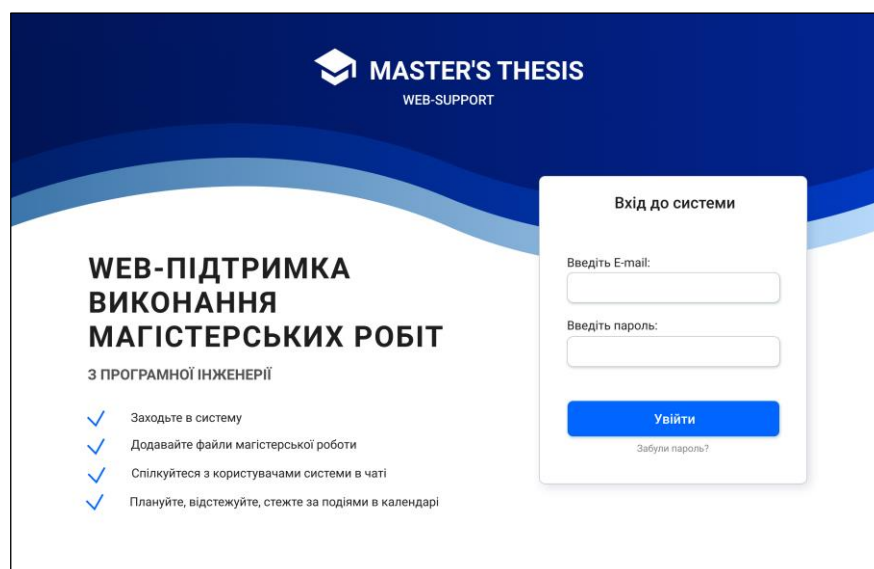 MASTER'S THESIS
WEB-SUPPORT
WEB-ПІДТРИМКА
ВИКОНАННЯ
МАГІСТЕРСЬКИХ РОБІТ
З ПРОГРАМНОЇ ІНЖЕНЕРІЇ
Заходьте в систему
Додавайте файли магістерської роботи
Спілкуйтеся з користувачами системи в чаті
Плануйте, відстежуйте, стежте за подіями в календарі
Вхід до системи
Введіть E-mail:
Введіть пароль:
Увійти
Забули пароль?